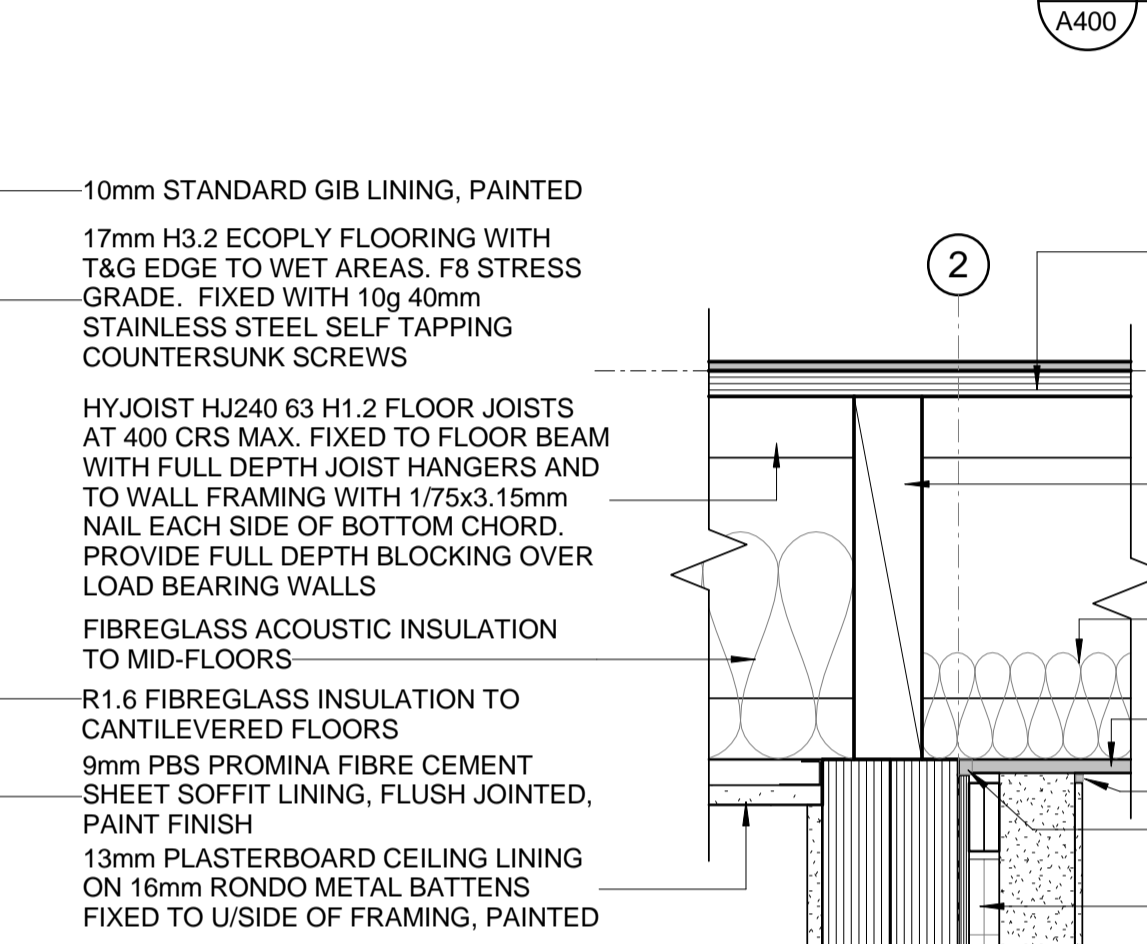 A400
10mm STANDARD GIB LINING, PAINTED
17mm H3.2 ECOPLY FLOORING WITH
T&G EDGE TO WET AREAS. F8 STRESS
GRADE.  FIXED WITH 10g 40mm
STAINLESS STEEL SELF TAPPING
COUNTERSUNK SCREWS
2
HYJOIST HJ240 63 H1.2 FLOOR JOISTS
AT 400 CRS MAX. FIXED TO FLOOR BEAM
WITH FULL DEPTH JOIST HANGERS AND
TO WALL FRAMING WITH 1/75x3.15mm
NAIL EACH SIDE OF BOTTOM CHORD.
PROVIDE FULL DEPTH BLOCKING OVER
LOAD BEARING WALLS
FIBREGLASS ACOUSTIC INSULATION
TO MID-FLOORS
R1.6 FIBREGLASS INSULATION TO
CANTILEVERED FLOORS
9mm PBS PROMINA FIBRE CEMENT
SHEET SOFFIT LINING, FLUSH JOINTED,
PAINT FINISH
13mm PLASTERBOARD CEILING LINING
ON 16mm RONDO METAL BATTENS
FIXED TO U/SIDE OF FRAMING, PAINTED